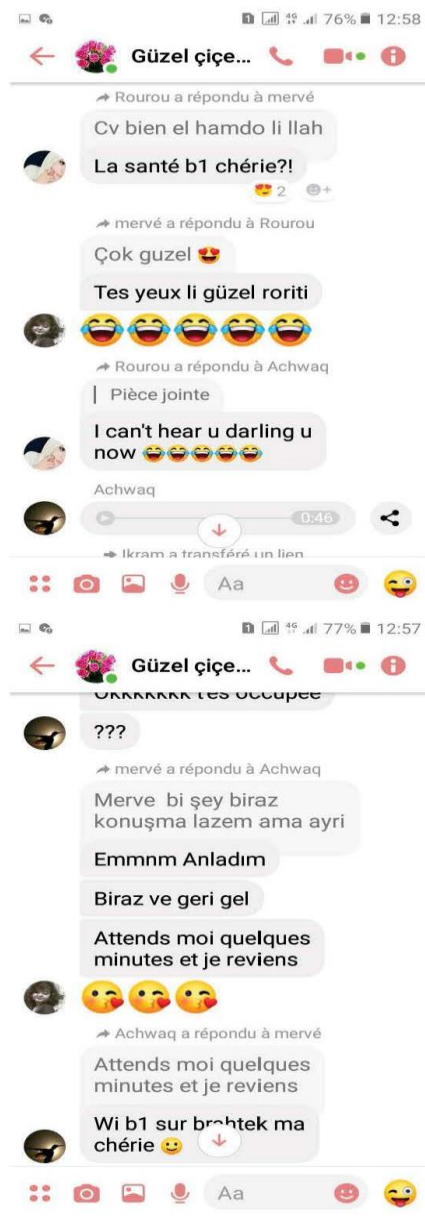 1 4G 76% 12:58
Güzel çiçe...
Rourou a répondu à mervé
Cv bien el hamdo li llah
La santé b1 chérie?!
2
mervé a répondu à Rourou
Çok guzel 😍
Tes yeux li güzel roriti
😂😂😂😂😂
Rourou a répondu à Achwaq
Pièce jointe
I can't hear u darling u
now 😂😂😂😂😂
Achwaq
0:46
Ikram a transféré un lien
Aa
1 4G 77% 12:57
Güzel çiçe...
Okkkkkkk t'es occupée
???
mervé a répondu à Achwaq
Merve bi şey biraz
konuşma lazem ama ayri
Emmnm Anladım
Biraz ve geri gel
Attends moi quelques
minutes et je reviens
😘😘😘
Achwaq a répondu à mervé
Attends moi quelques
minutes et je reviens
Wi b1 sur brahtek ma
chérie 🙂
Aa